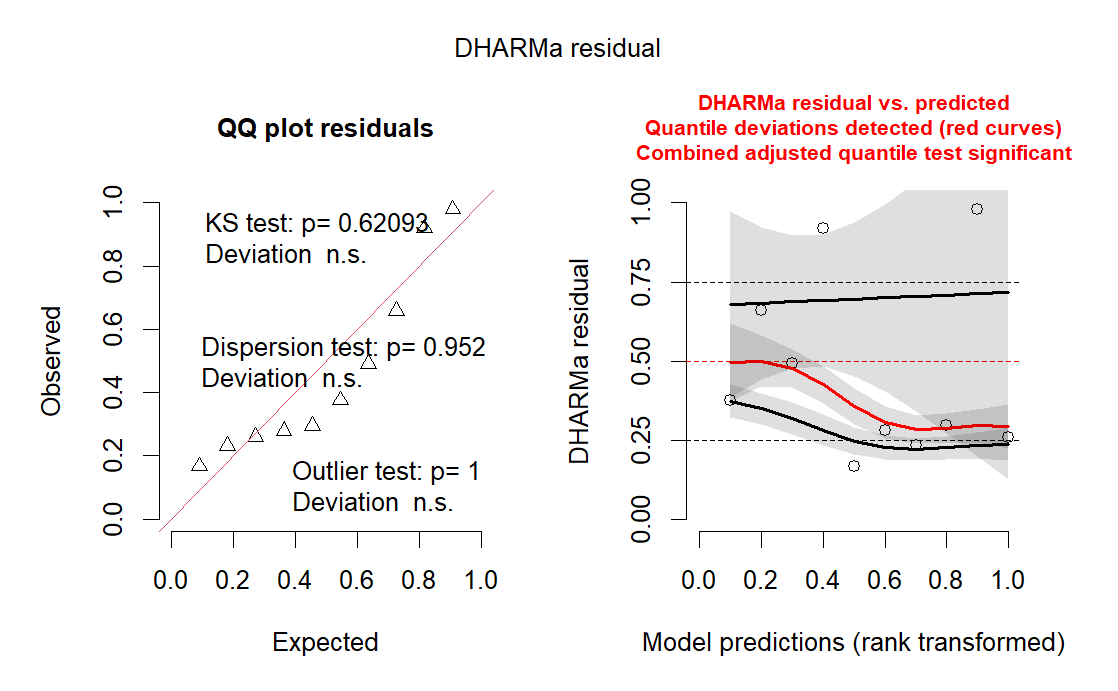 DHARMa residual
QQ plot residuals
KS test: p= 0.62093
Deviation n.s.
Dispersion test: p= 0.952
Deviation n.s.
Outlier test: p= 1
Deviation n.s.
Observed
0.0 0.2 0.4 0.6 0.8 1.0
0.0 0.2 0.4 0.6 0.8 1.0
Expected
DHARMa residual vs. predicted
Quantile deviations detected (red curves)
Combined adjusted quantile test significant
DHARMa residual
0.00 0.25 0.50 0.75 1.00
0.0 0.2 0.4 0.6 0.8 1.0
Model predictions (rank transformed)